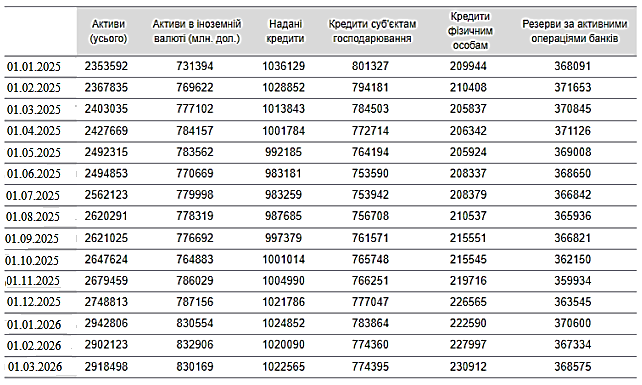 Активи (усього) Активи в іноземній валюті (млн. дол.) Надані кредити Кредити суб'єктам господарювання Кредити фізичним особам Резерви за активними операціями банків
01.01.2025 2353592 731394 1036129 801327 209944 368091
01.02.2025 2367835 769622 1028852 794181 210408 371653
01.03.2025 2403035 777102 1013843 784503 205837 370845
01.04.2025 2427669 784157 1001784 772714 206342 371126
01.05.2025 2492315 783562 992185 764194 205924 369008
01.06.2025 2494853 770669 983181 753590 208337 368650
01.07.2025 2562123 779998 983259 753942 208379 366842
01.08.2025 2620291 778319 987685 756708 210537 365936
01.09.2025 2621025 776692 997379 761571 215551 366821
01.10.2025 2647624 764883 1001014 765748 215545 362150
01.11.2025 2679459 786029 1004990 766251 219716 359934
01.12.2025 2748813 787156 1021786 777047 226565 363545
01.01.2026 2942806 830554 1024852 783864 222590 370600
01.02.2026 2902123 832906 1020090 774360 227997 367334
01.03.2026 2918498 830169 1022565 774395 230912 368575